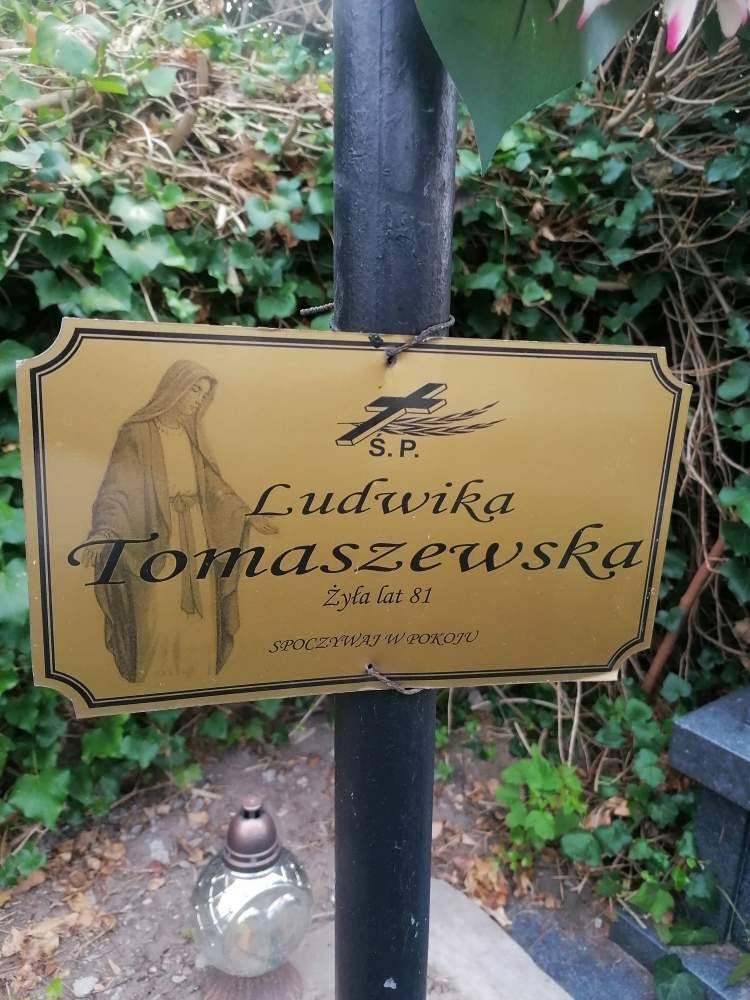 Ś.P.
Ludwika
Tomaszewska
Żyła lat 81
SPOCZYWAJ W POKOJU